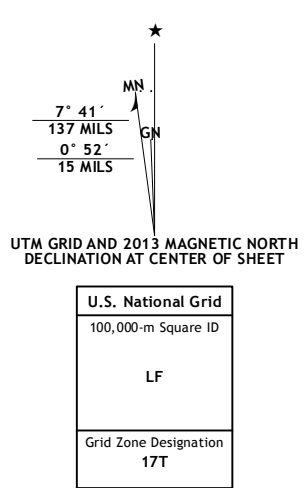 ★
MN
7° 41´
137 MILS
GN
0° 52´
15 MILS
UTM GRID AND 2013 MAGNETIC NORTH
DECLINATION AT CENTER OF SHEET
U.S. National Grid
100,000-m Square ID
LF
Grid Zone Designation
17T